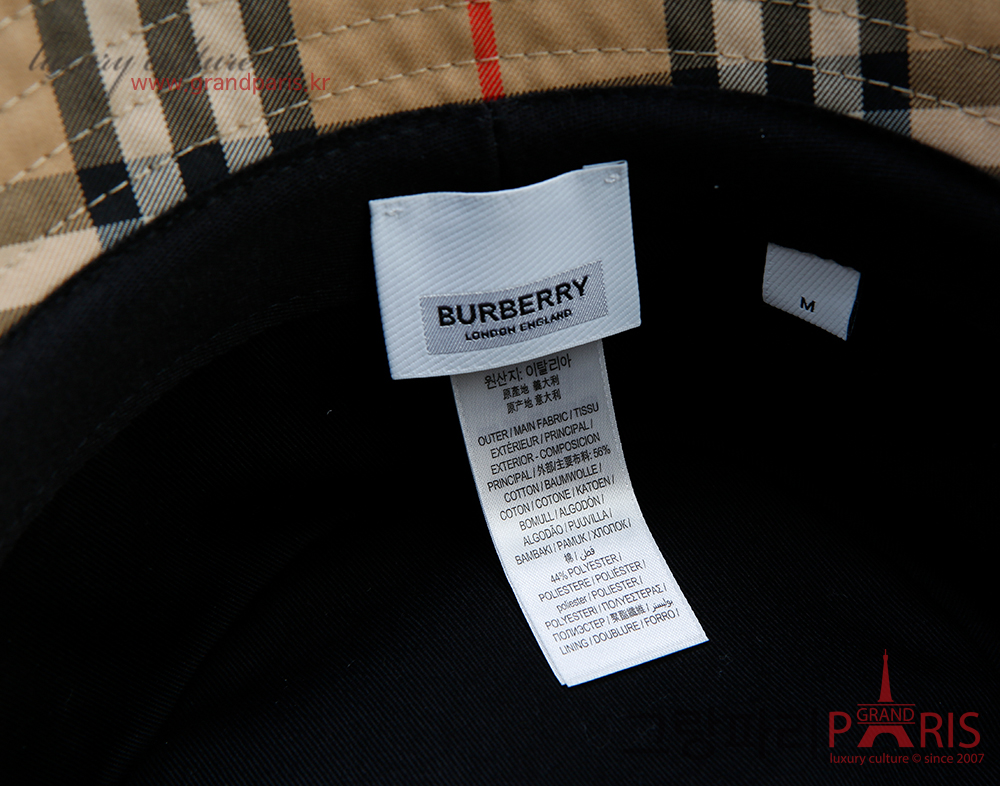 luxury culture
www.grandparis.kr
BURBERRY
LONDON ENGLAND
M
원산지: 이탈리아
原產地 義大利
原产地 意大利
OUTER / MAIN FABRIC / TISSU
EXTÉRIEUR / PRINCIPAL /
EXTERIOR - COMPOSICION
PRINCIPAL / 外部/主要布料: 56%
COTTON / BAUMWOLLE /
COTON / COTONE / KATOEN /
BOMULL / ALGODÓN /
ALGODÃO / PUUVILLA /
BAMBAKI / PAMUK / ХЛОПОК /
棉 / قطن /
44% POLYESTER /
POLIESTERE / POLIÉSTER /
poliester / POLIESTER /
POLYESTERI / ΠΟΛΥΕΣΤΕΡΑΣ /
ПОЛИЭСТЕР / 聚酯纖維 / بوليستر /
LINING / DOUBLURE / FORRO /
GRAND
PARIS
luxury culture © since 2007